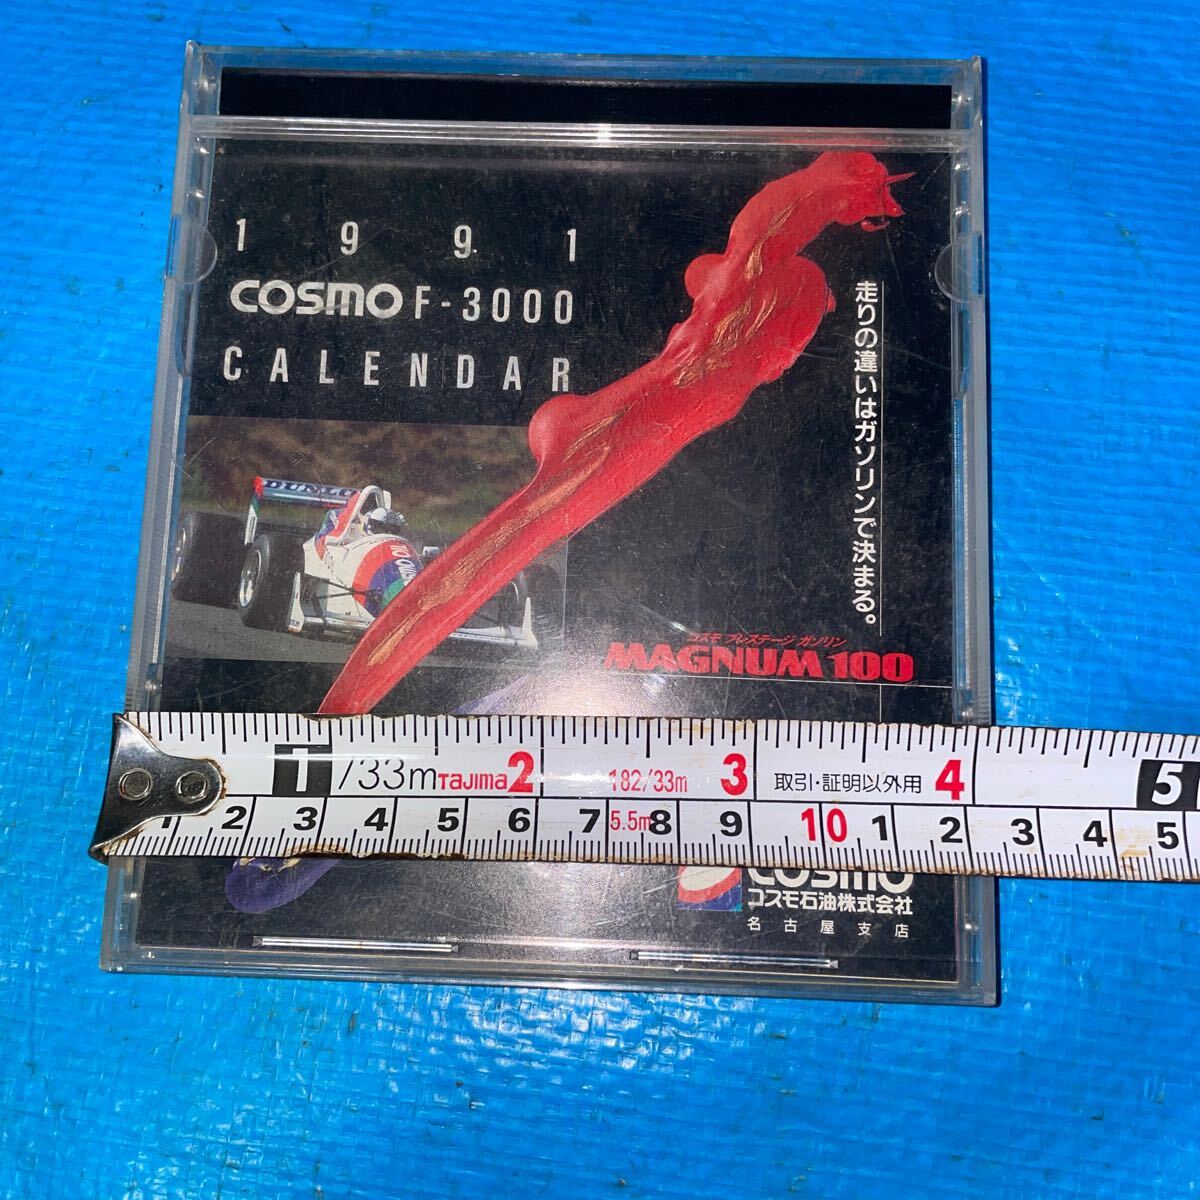 1991
COSMO F-3000
CALENDAR
走りの違いはガソリンで決まる。
DUNLO
コスモ プレステージ ガソリン
MAGNUM 100
1 /33m Tajima 2 182/33m 3 取引・証明以外用 4 5
1 2 3 4 5 6 7 5.5m 8 9 10 1 2 3 4 5
COSMO
コスモ石油株式会社
名古屋支店